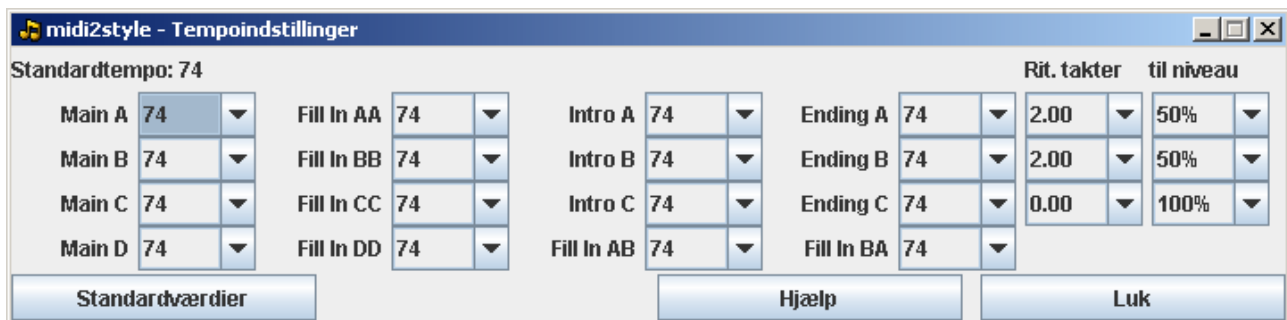 midi2style - Tempoindstillinger
Standardtempo: 74 Rit. takter til niveau
Main A 74 Fill In AA 74 Intro A 74 Ending A 74 2.00 50%
Main B 74 Fill In BB 74 Intro B 74 Ending B 74 2.00 50%
Main C 74 Fill In CC 74 Intro C 74 Ending C 74 0.00 100%
Main D 74 Fill In DD 74 Fill In AB 74 Fill In BA 74
Standardværdier Hjælp Luk